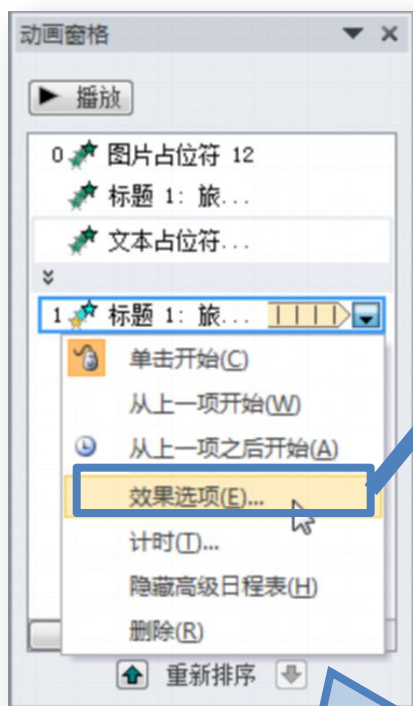 动画窗格
播放
0 图片占位符 12
标题 1: 旅...
文本占位符...
1 标题 1: 旅...
单击开始(C)
从上一项开始(W)
从上一项之后开始(A)
效果选项(E)...
计时(T)...
隐藏高级日程表(H)
删除(R)
重新排序